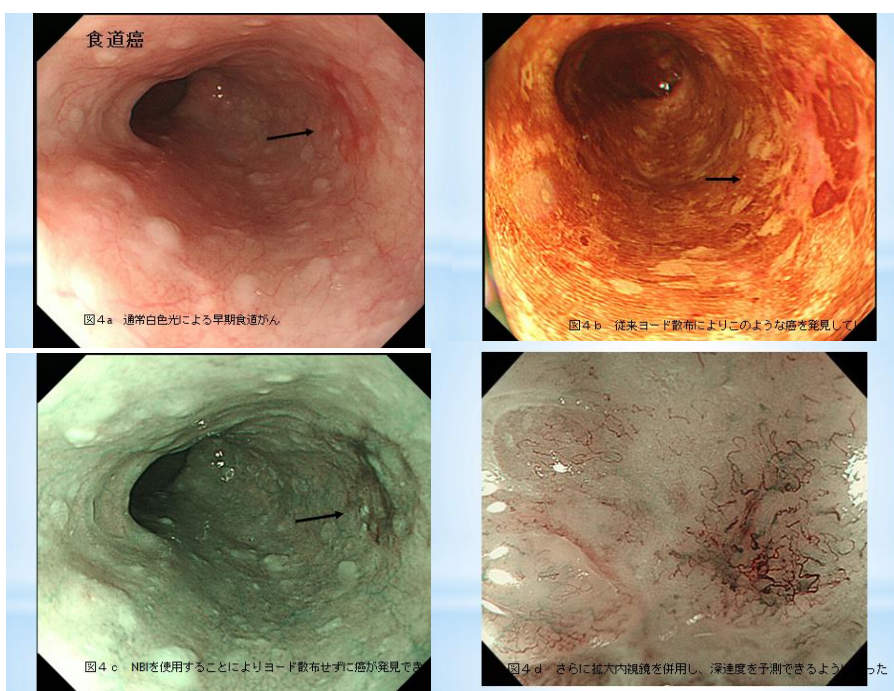 食道癌
図4a 通常白色光による早期食道がん
図4b 従来ヨード散布によりこのような癌を発見してい
図4c NBIを使用することによりヨード散布せずに癌が発見でき
図4d さらに拡大内視鏡を併用し、深達度を予測できるようになった